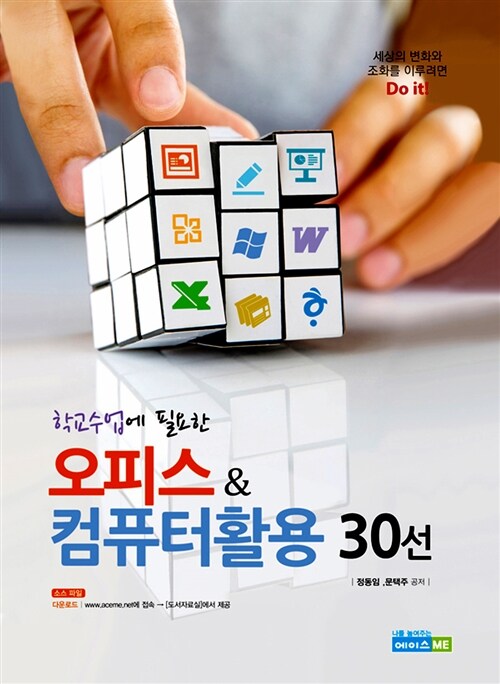 세상의 변화와
조화를 이루려면
Do it!
학교수업에 필요한
오피스 &
컴퓨터활용 30선
정동임 ,문택주 공저
소스 파일
다운로드 www.aceme.net에 접속 → [도서자료실]에서 제공
나를 높여주는
에이스 ME